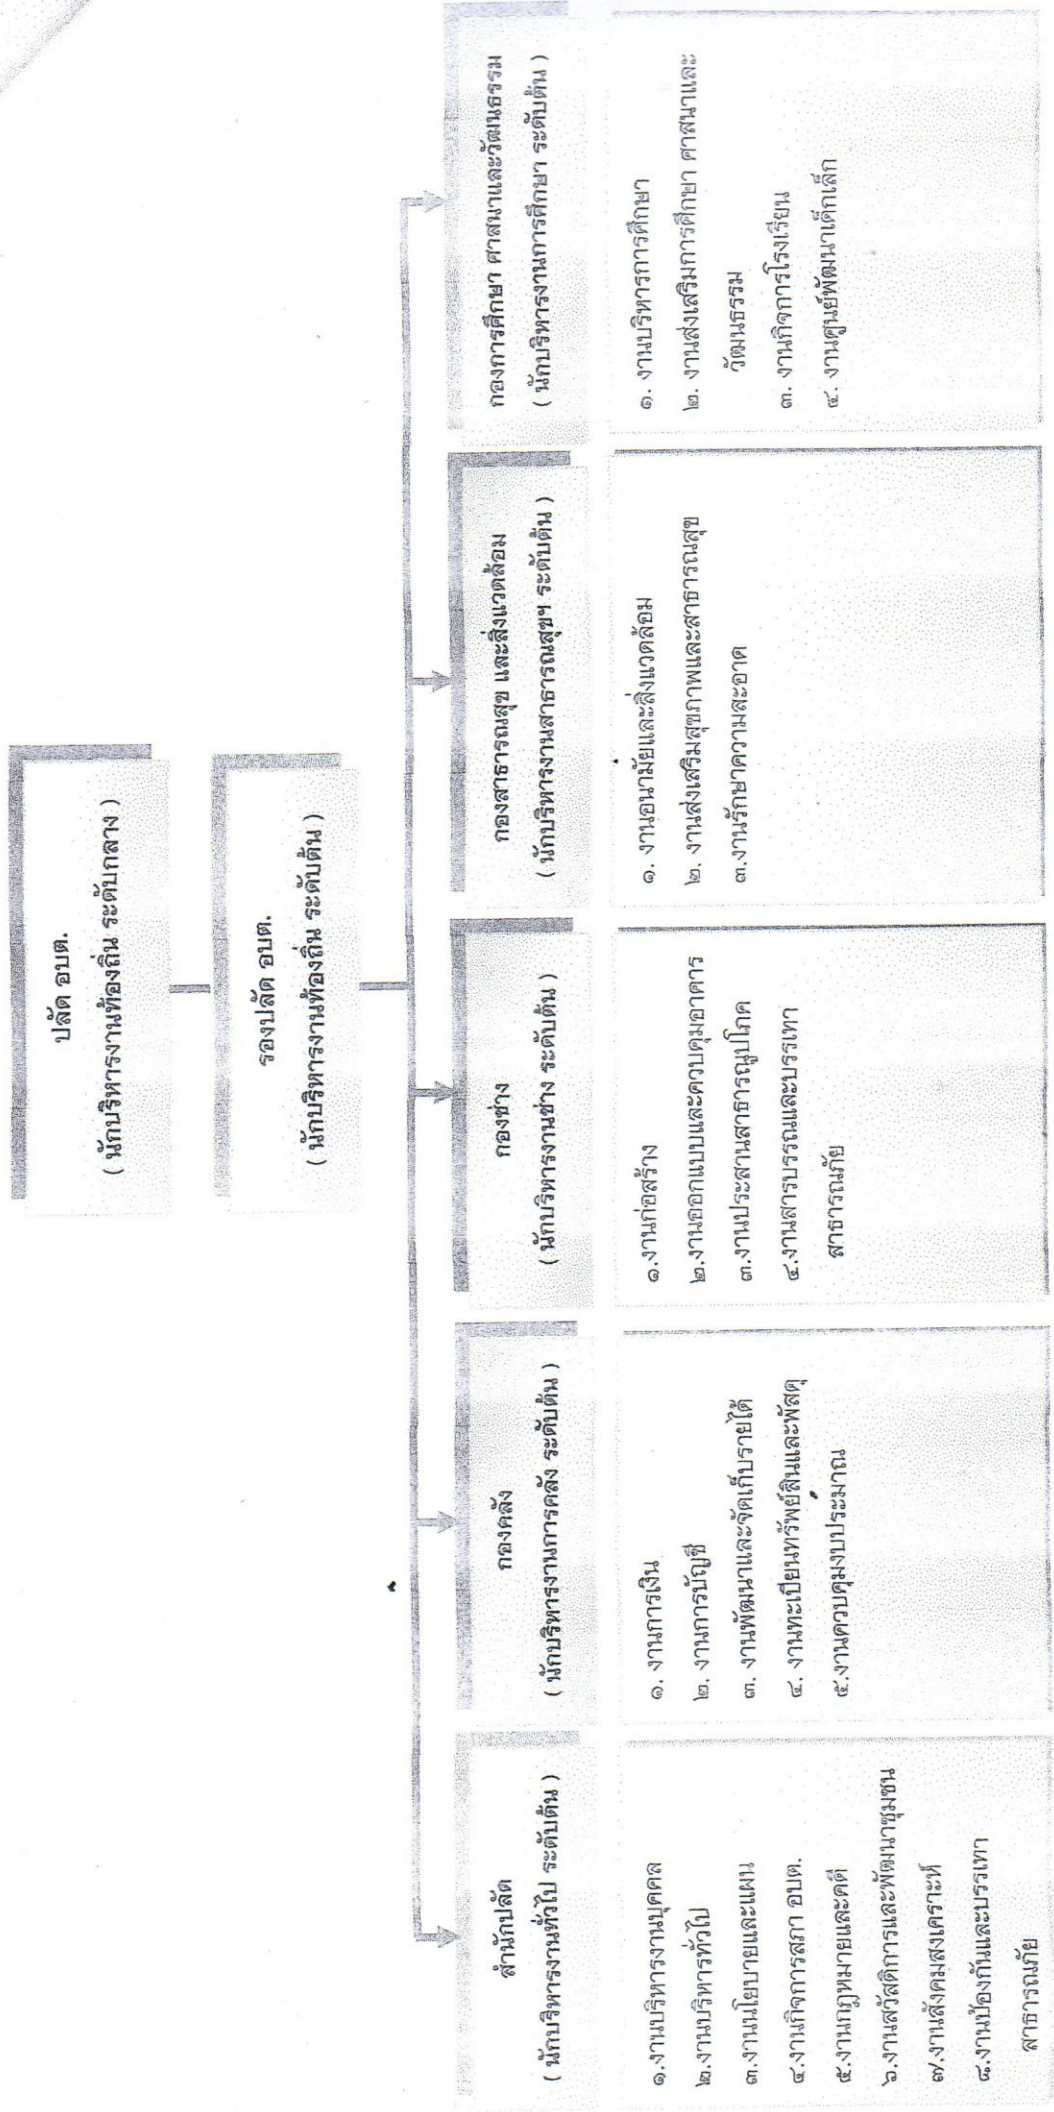 ปลัด อบต.
( นักบริหารงานท้องถิ่น ระดับกลาง )
รองปลัด อบต.
( นักบริหารงานท้องถิ่น ระดับต้น )
สำนักปลัด
( นักบริหารงานทั่วไป ระดับต้น )
๑.งานบริหารงานบุคคล
๒.งานบริหารทั่วไป
๓.งานนโยบายและแผน
๔.งานกิจการสภา อบต.
๕.งานกฎหมายและคดี
๖.งานสวัสดิการและพัฒนาชุมชน
๗.งานสังคมสงเคราะห์
๘.งานป้องกันและบรรเทา
สาธารณภัย
กองคลัง
( นักบริหารงานการคลัง ระดับต้น )
๑. งานการเงิน
๒. งานการบัญชี
๓. งานพัฒนาและจัดเก็บรายได้
๔. งานทะเบียนทรัพย์สินและพัสดุ
๕.งานควบคุมงบประมาณ
กองช่าง
( นักบริหารงานช่าง ระดับต้น )
๑.งานก่อสร้าง
๒.งานออกแบบและควบคุมอาคาร
๓.งานประสานสาธารณูปโภค
๔.งานสารบรรณและบรรเทา
สาธารณภัย
กองสาธารณสุข และสิ่งแวดล้อม
( นักบริหารงานสาธารณสุขฯ ระดับต้น )
๑. งานอนามัยและสิ่งแวดล้อม
๒. งานส่งเสริมสุขภาพและสาธารณสุข
๓.งานรักษาความสะอาด
กองการศึกษา ศาสนาและวัฒนธรรม
( นักบริหารงานการศึกษา ระดับต้น )
๑. งานบริหารการศึกษา
๒. งานส่งเสริมการศึกษา ศาสนาและ
วัฒนธรรม
๓. งานกิจการโรงเรียน
๔. งานศูนย์พัฒนาเด็กเล็ก